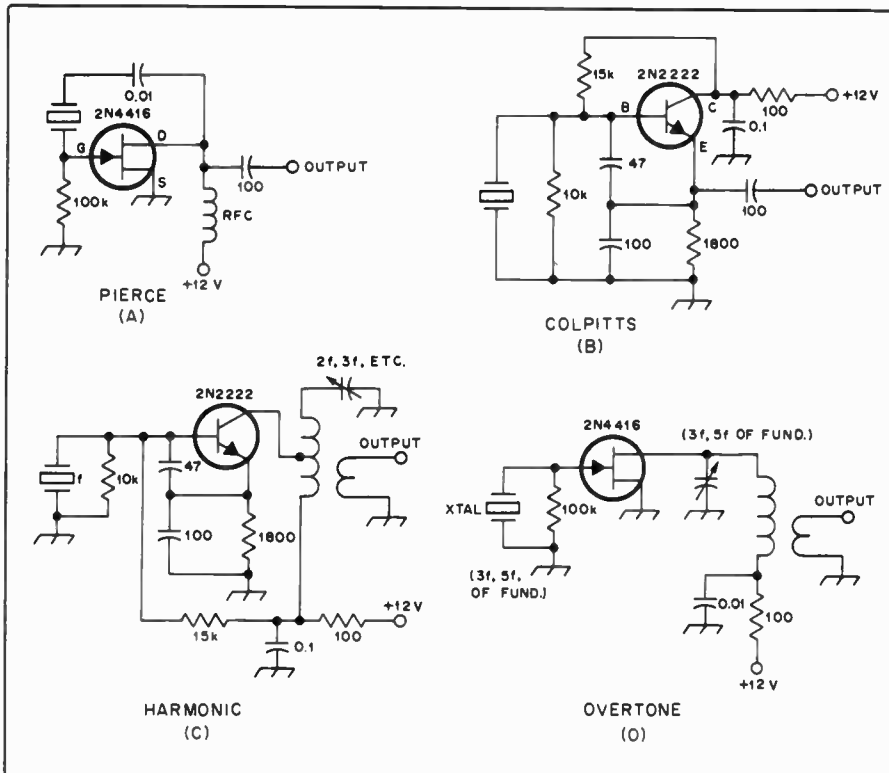 0.01
2N4416
G
D
S
100k
100
OUTPUT
RFC
+12 V
PIERCE
(A)
15k
2N2222
B
C
E
100
+12 V
0.1
47
10k
100
OUTPUT
100
1800
COLPITTS
(B)
2f, 3f, ETC.
2N2222
OUTPUT
f
10k
47
100
1800
15k
0.1
100
+12V
HARMONIC
(C)
2N4416
(3f, 5f OF FUND.)
XTAL
100k
OUTPUT
(3f, 5f,
OF FUND.)
0.01
100
+12 V
OVERTONE
(D)